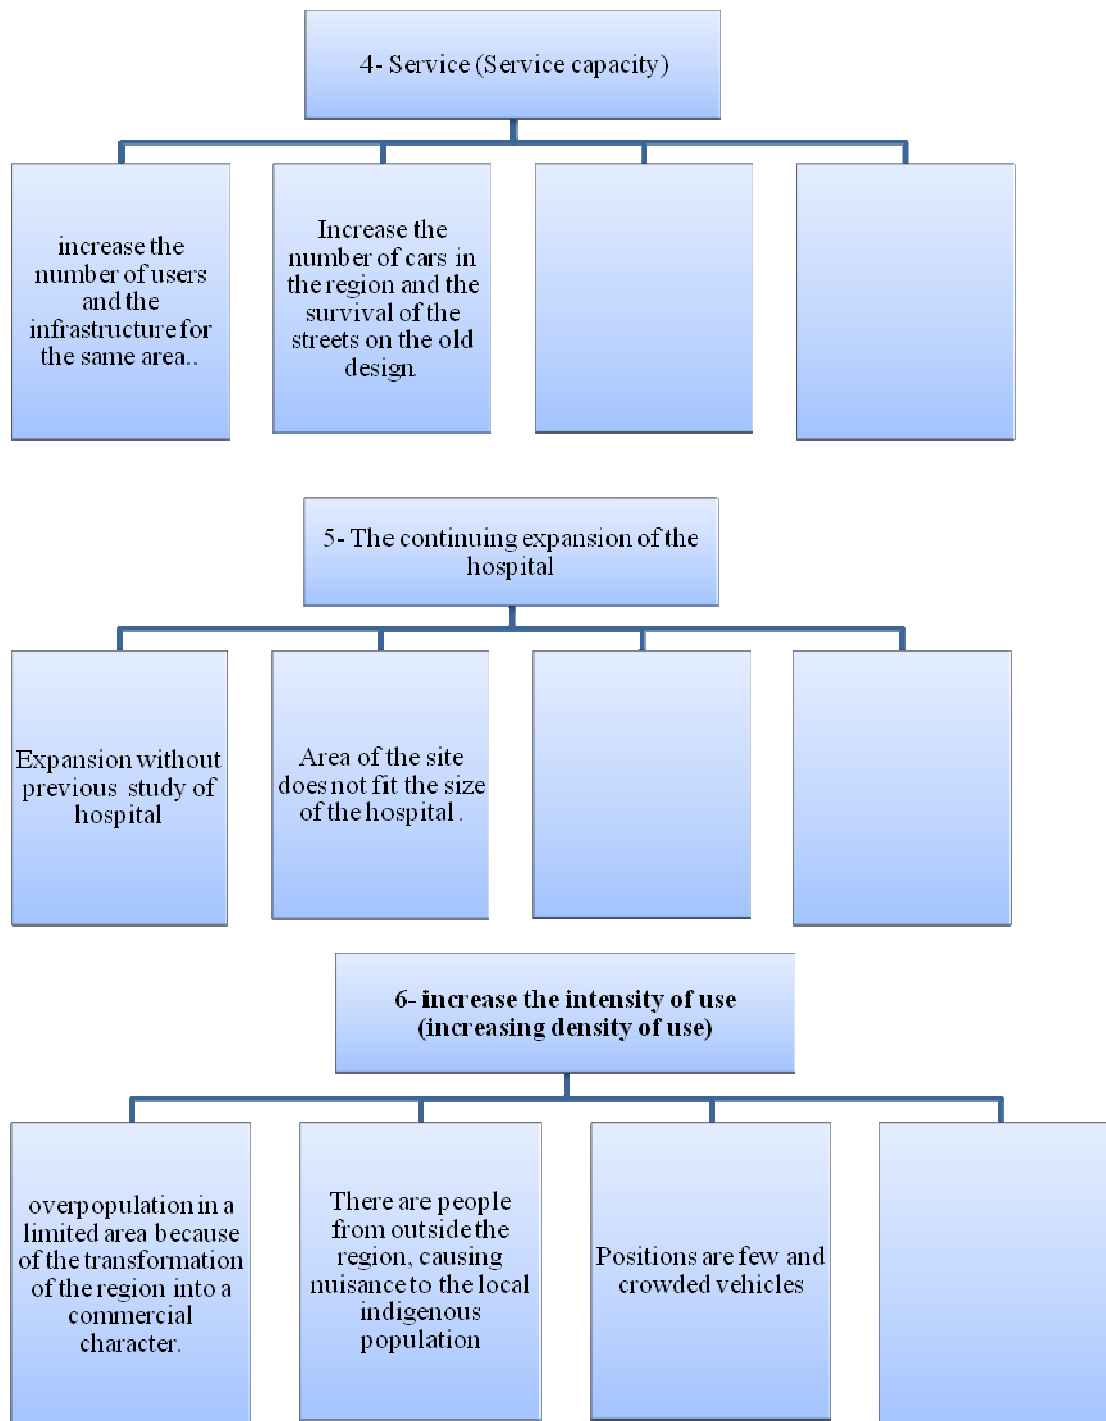 4- Service (Service capacity)
increase the
number of users
and the
infrastructure for
the same area..
Increase the
number of cars in
the region and the
survival of the
streets on the old
design
5- The continuing expansion of the
hospital
Expansion without
previous study of
hospital
Area of the site
does not fit the size
of the hospital .
6- increase the intensity of use
(increasing density of use)
overpopulation in a
limited area because
of the transformation
of the region into a
commercial
character.
There are people
from outside the
region, causing
nuisance to the local
indigenous
population
Positions are few and
crowded vehicles